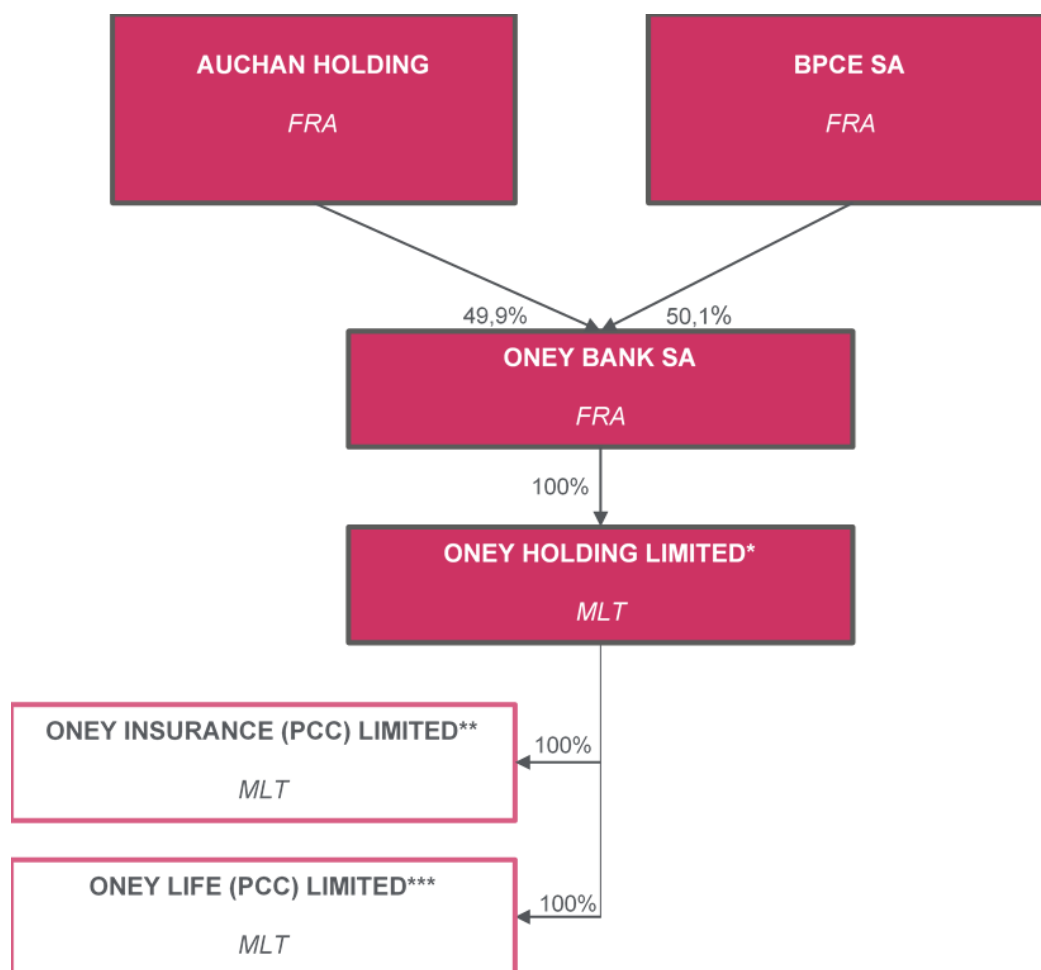 AUCHAN HOLDING
FRA
BPCE SA
FRA
49,9%
50,1%
ONEY BANK SA
FRA
100%
ONEY HOLDING LIMITED*
MLT
ONEY INSURANCE (PCC) LIMITED**
MLT
100%
ONEY LIFE (PCC) LIMITED***
MLT
100%